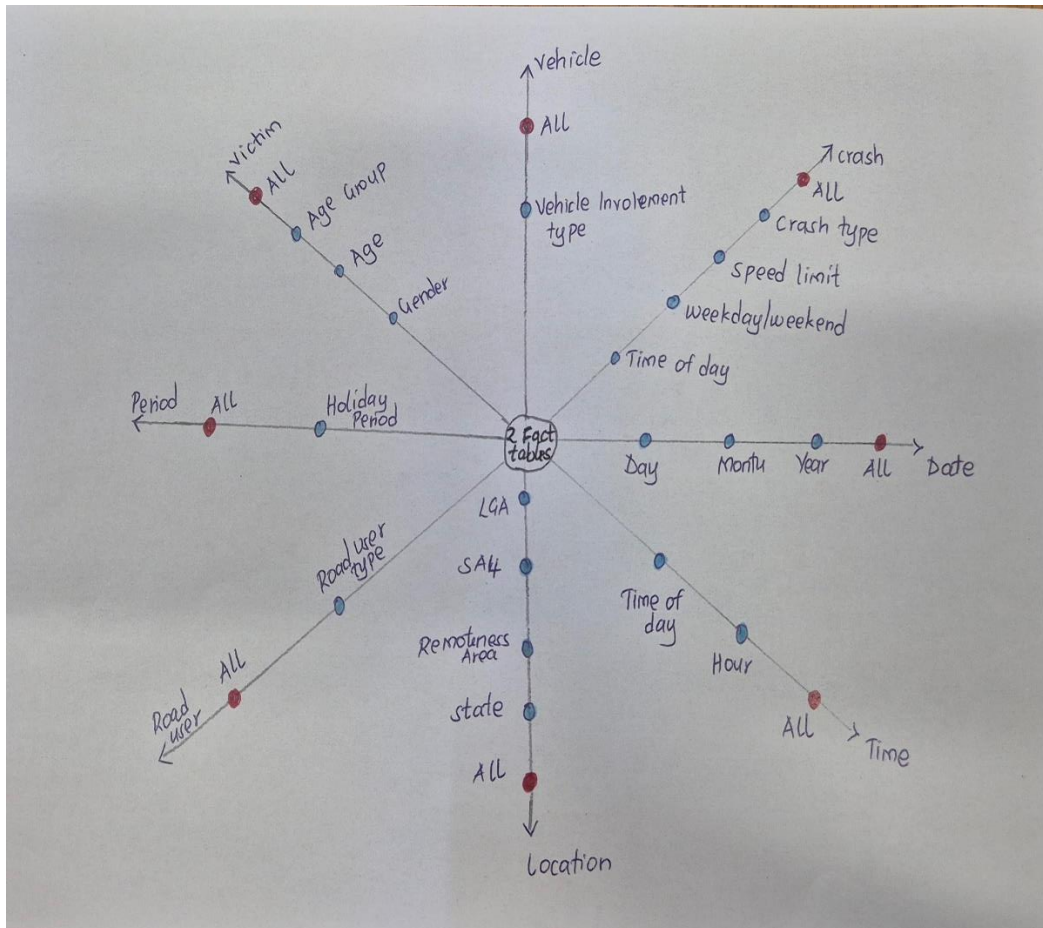 Vehicle
All
Vehicle Involement
type
Crash
All
Crash type
Speed limit
weekday/weekend
Time of day
Victim
All
Age Group
Age
Gender
Period
All
Holiday
Period
2 Fact
tables
Day
Month
Year
All
Date
LGA
SA4
Remoteness
Area
state
All
Location
Time of
day
Hour
All
Time
Road user
type
All
Road
user